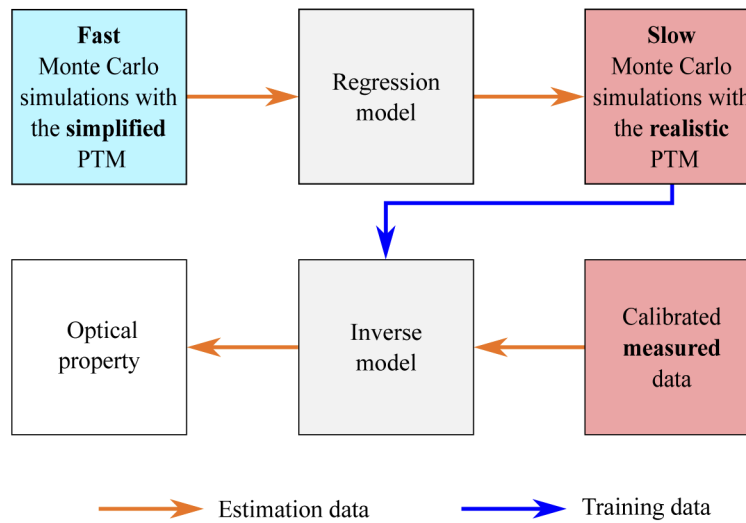 Fast
Monte Carlo
simulations with
the simplified
PTM
Regression
model
Slow
Monte Carlo
simulations with
the realistic
PTM
Optical
property
Inverse
model
Calibrated
measured
data
Estimation data
Training data